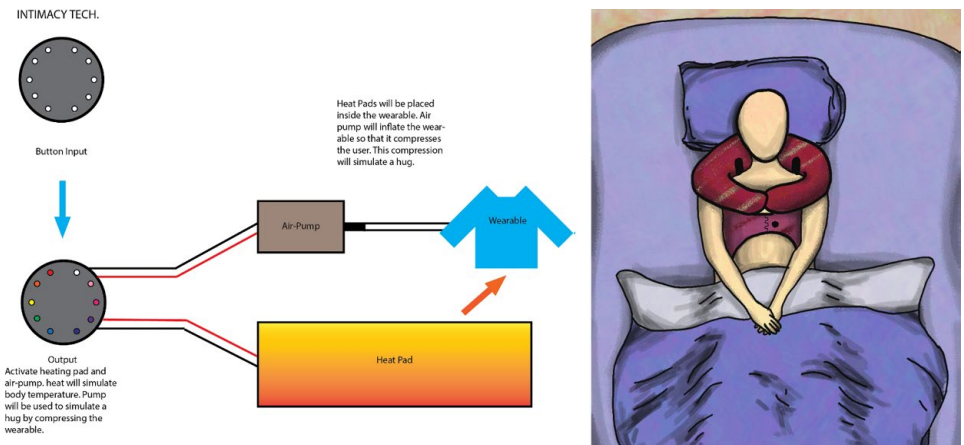 INTIMACY TECH.
Button Input
Heat Pads will be placed
inside the wearable. Air
pump will inflate the wear-
able so that it compresses
the user. This compression
will simulate a hug.
Air-Pump
Wearable
Heat Pad
Output
Activate heating pad and
air-pump. heat will simulate
body temperature. Pump
will be used to simulate a
hug by compressing the
wearable.